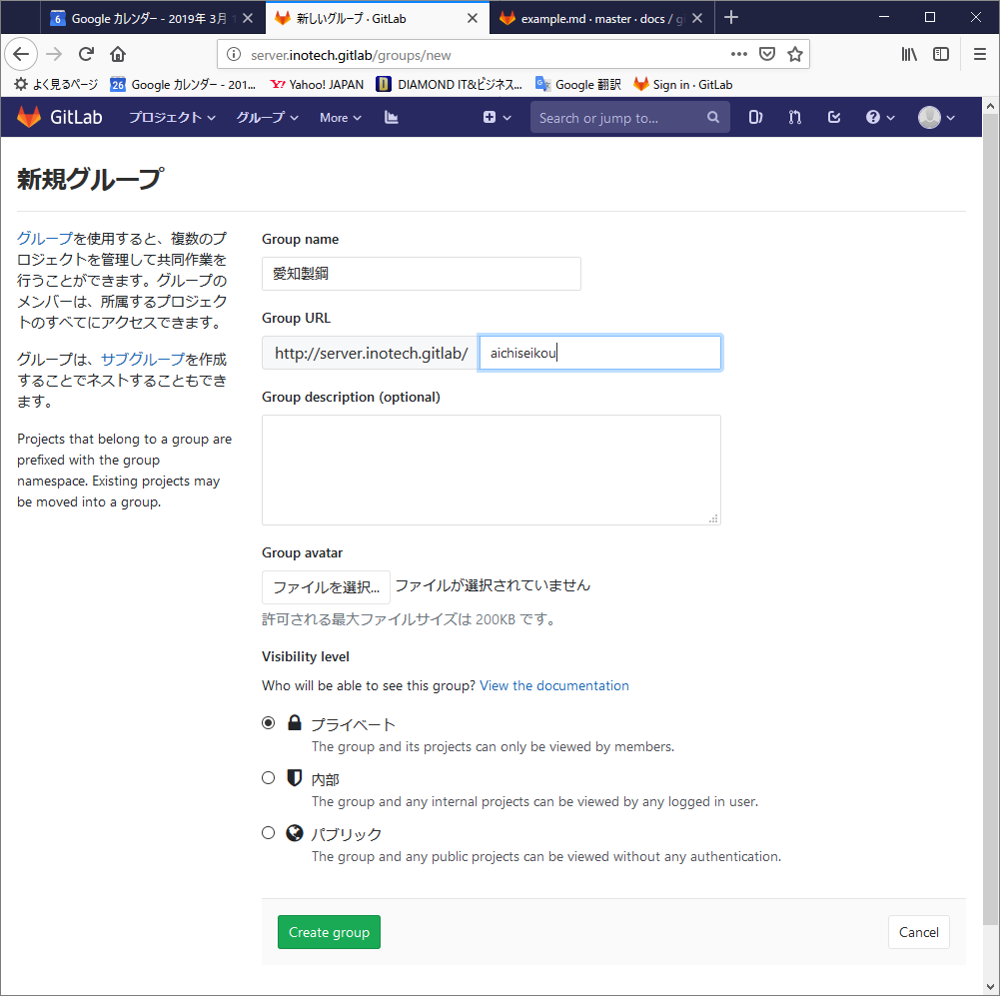 Google カレンダー - 2019年 3月
新しいグループ · GitLab
example.md · master · docs /
server.inotech.gitlab/groups/new
よく見るページ
26 Google カレンダー - 201...
Yahoo! JAPAN
DIAMOND IT&ビジネス...
Google 翻訳
Sign in · GitLab
GitLab
プロジェクト
グループ
More
Search or jump to...
新規グループ
グループを使用すると、複数のプ
ロジェクトを管理して共同作業を
行うことができます。グループの
メンバーは、所属するプロジェク
トのすべてにアクセスできます。
グループは、サブグループを作成
することでネストすることもでき
ます。
Projects that belong to a group are
prefixed with the group
namespace. Existing projects may
be moved into a group.
Group name
愛知製鋼
Group URL
http://server.inotech.gitlab/
aichiseikou
Group description (optional)
Group avatar
ファイルを選択...
ファイルが選択されていません
許可される最大ファイルサイズは 200KB です。
Visibility level
Who will be able to see this group? View the documentation
プライベート
The group and its projects can only be viewed by members.
内部
The group and any internal projects can be viewed by any logged in user.
パブリック
The group and any public projects can be viewed without any authentication.
Create group
Cancel